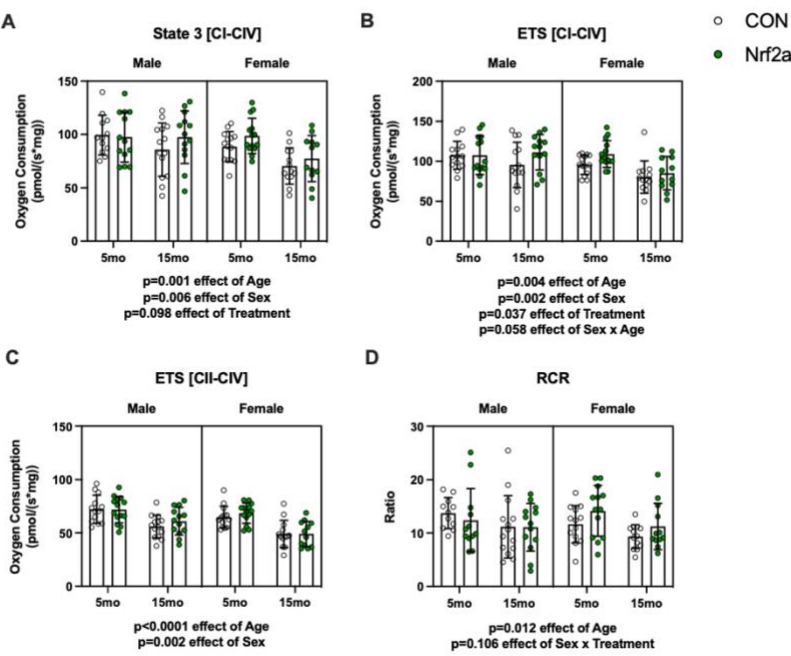 A
State 3 [CI-CIV]
Male Female
Oxygen Consumption
(pmol/(s*mg))
150
100
50
0
5mo 15mo 5mo 15mo
p=0.001 effect of Age
p=0.006 effect of Sex
p=0.098 effect of Treatment
B
ETS [CI-CIV]
Male Female
Oxygen Consumption
(pmol/(s*mg))
200
150
100
50
0
5mo 15mo 5mo 15mo
p=0.004 effect of Age
p=0.002 effect of Sex
p=0.037 effect of Treatment
p=0.058 effect of Sex x Age
CON
Nrf2a
C
ETS [CII-CIV]
Male Female
Oxygen Consumption
(pmol/(s*mg))
150
100
50
0
5mo 15mo 5mo 15mo
p<0.0001 effect of Age
p=0.002 effect of Sex
D
RCR
Male Female
Ratio
30
20
10
0
5mo 15mo 5mo 15mo
p=0.012 effect of Age
p=0.106 effect of Sex x Treatment